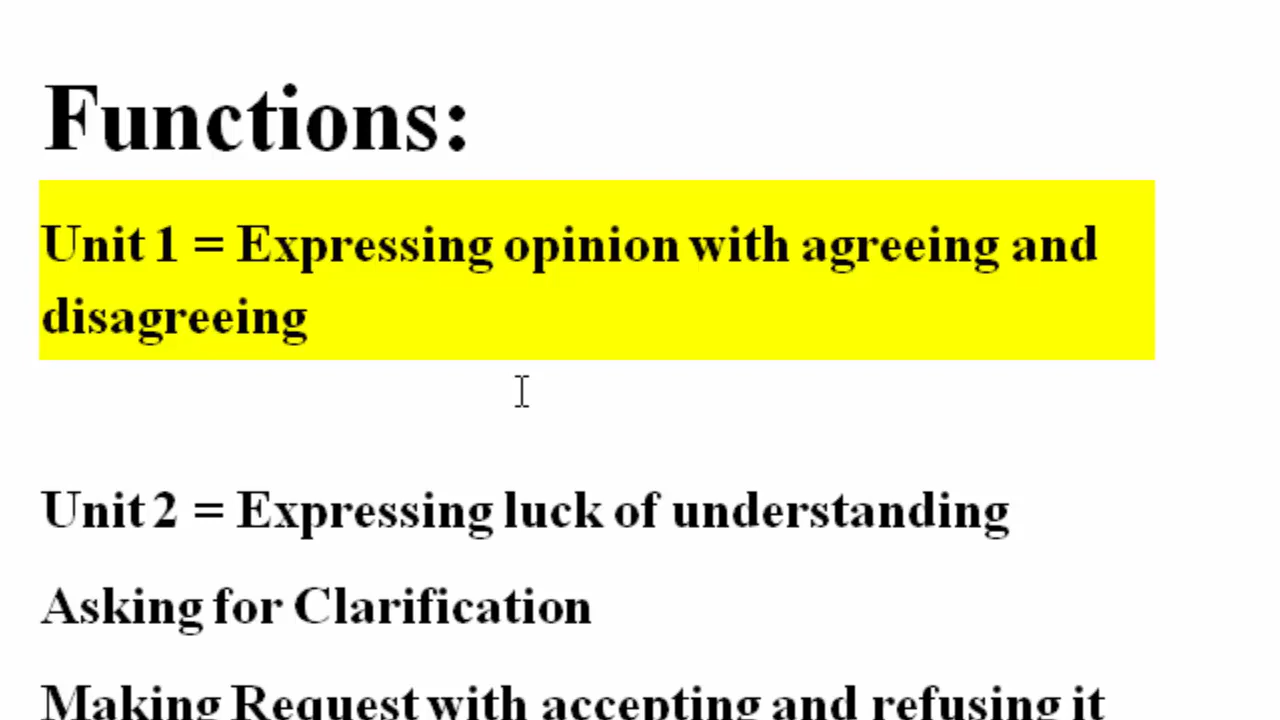 Functions:
Unit 1 = Expressing opinion with agreeing and
disagreeing
Unit 2 = Expressing luck of understanding
Asking for Clarification
Making Request with accepting and refusing it